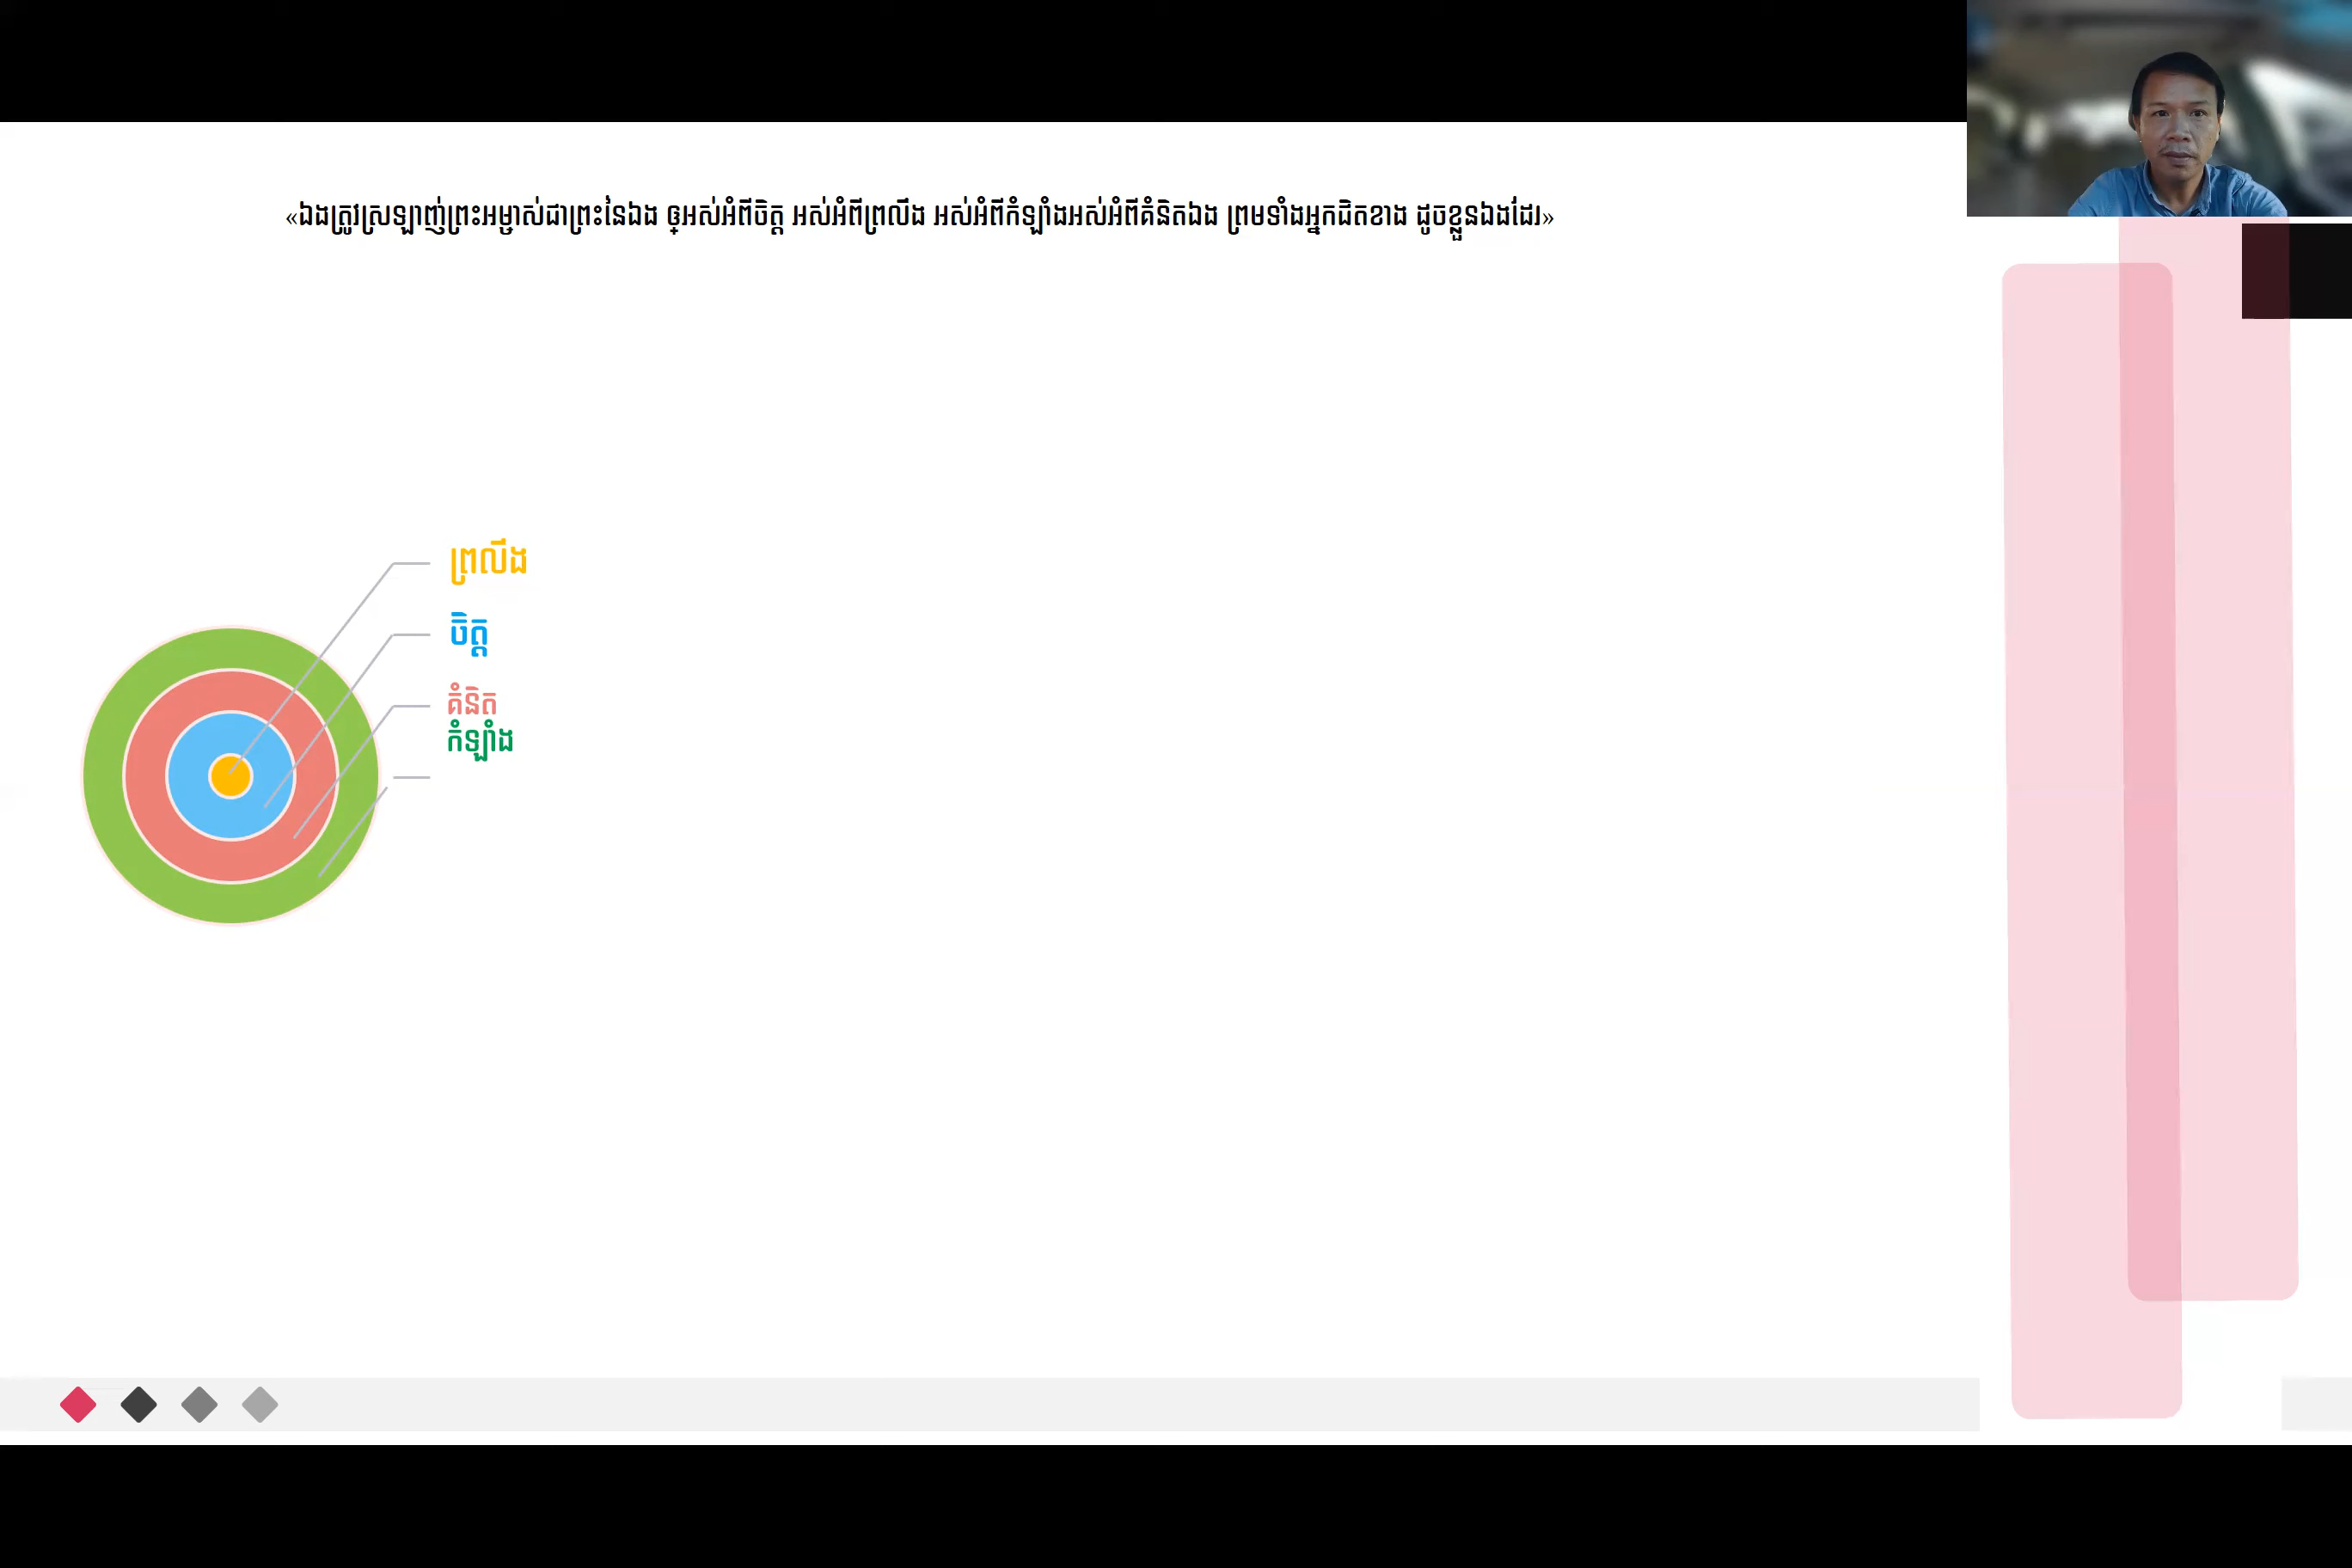 «ឯងត្រូវស្រឡាញ់ព្រះអម្ចាស់ជាព្រះនៃឯង ឲ្យអស់អំពីចិត្ត អស់អំពីព្រលឹង អស់អំពីកំឡាំងអស់អំពីគំនិតឯង ព្រមទាំងអ្នកជិតខាង ដូចខ្លួនឯងដែរ»
ព្រលឹង
ចិត្ត
គំនិត
កំឡាំង